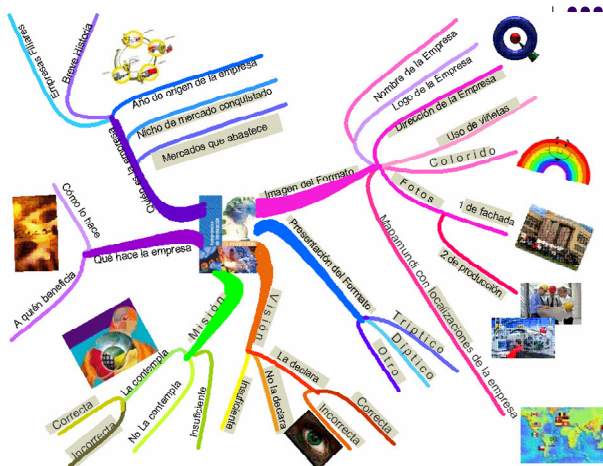 Empresas Filiares
Breve Historia
Año de origen de la empresa
Nicho de mercado conquistado
Mercados que abastece
Quién es la empresa
Cómo lo hace
Qué hace la empresa
A quién beneficia
Misión
La contempla
Correcta
Incorrecta
No La contempla
Insuficiente
Visión
Insuficiente
No la declara
La declara
Incorrecta
Correcta
Presentación del Formato
Tríptico
Díptico
Otro
Imagen del Formato
Nombre de la Empresa
Logo de la Empresa
Dirección de la Empresa
Uso de viñetas
Colorido
Fotos
1 de fachada
2 de producción
Mapamundi con localizaciones de la empresa